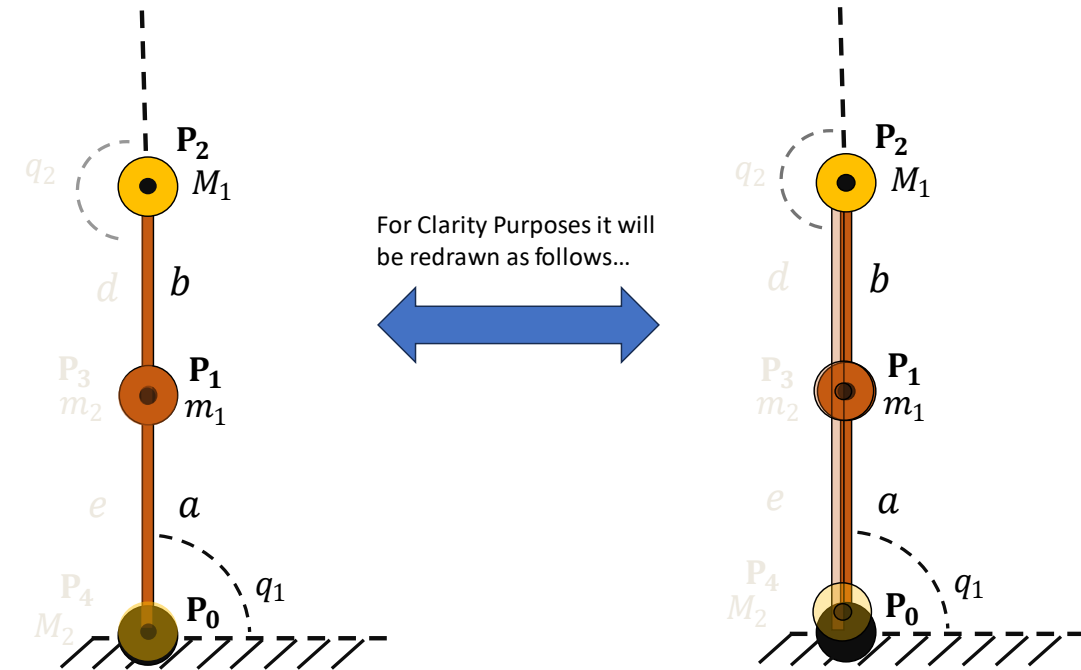 P₂
q₂
M₁
d
b
P₃
P₁
m₂
m₁
e
a
P₄
q₁
M₂
P₀
For Clarity Purposes it will
be redrawn as follows...
P₂
q₂
M₁
d
b
P₃
P₁
m₂
m₁
e
a
P₄
q₁
M₂
P₀